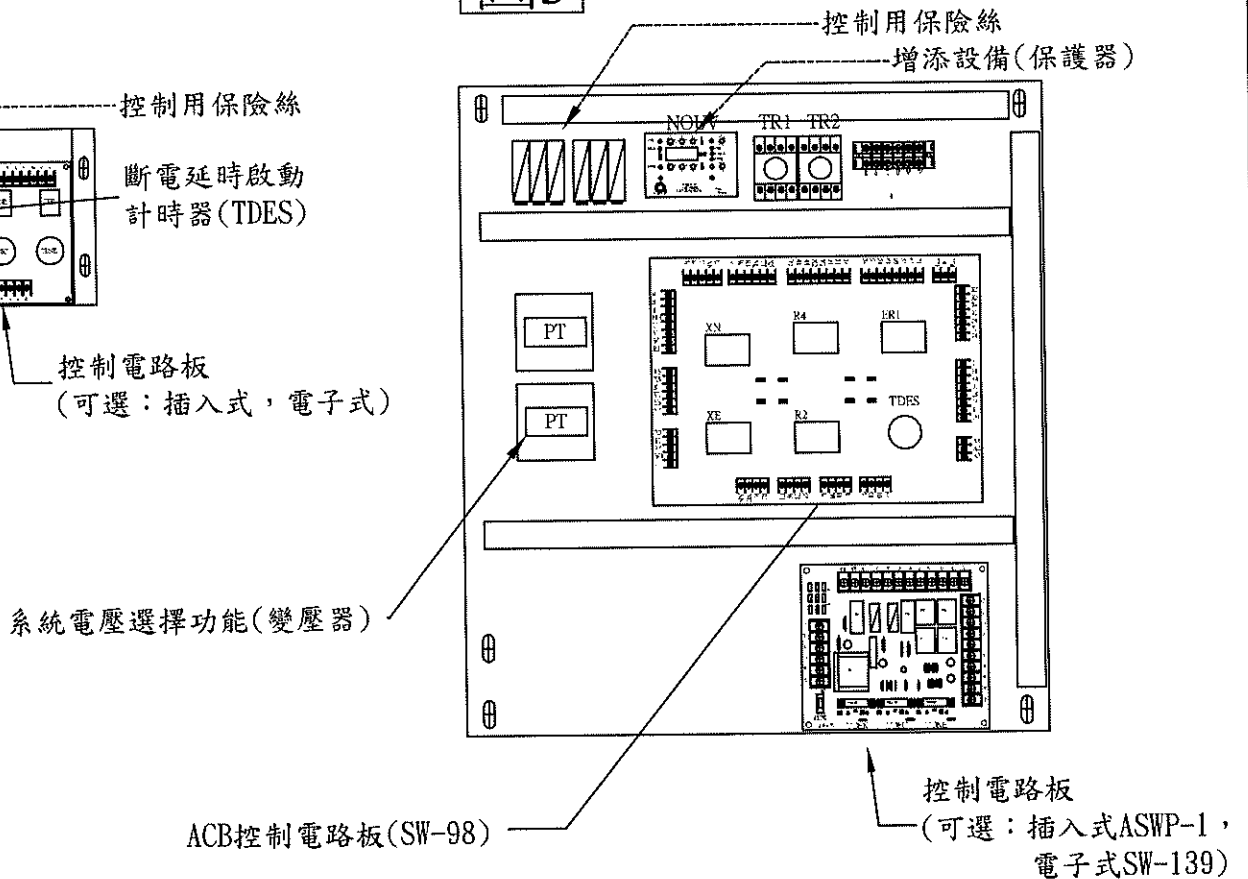 圖B
控制用保險絲
增添設備(保護器)
控制用保險絲
斷電延時啟動
計時器(TDES)
控制電路板
(可選：插入式，電子式)
NOUV
TR1 TR2
PT
PT
XN
R4
ER1
XE
R2
TDES
系統電壓選擇功能(變壓器)
ACB控制電路板(SW-98)
控制電路板
(可選：插入式ASWP-1，
電子式SW-139)